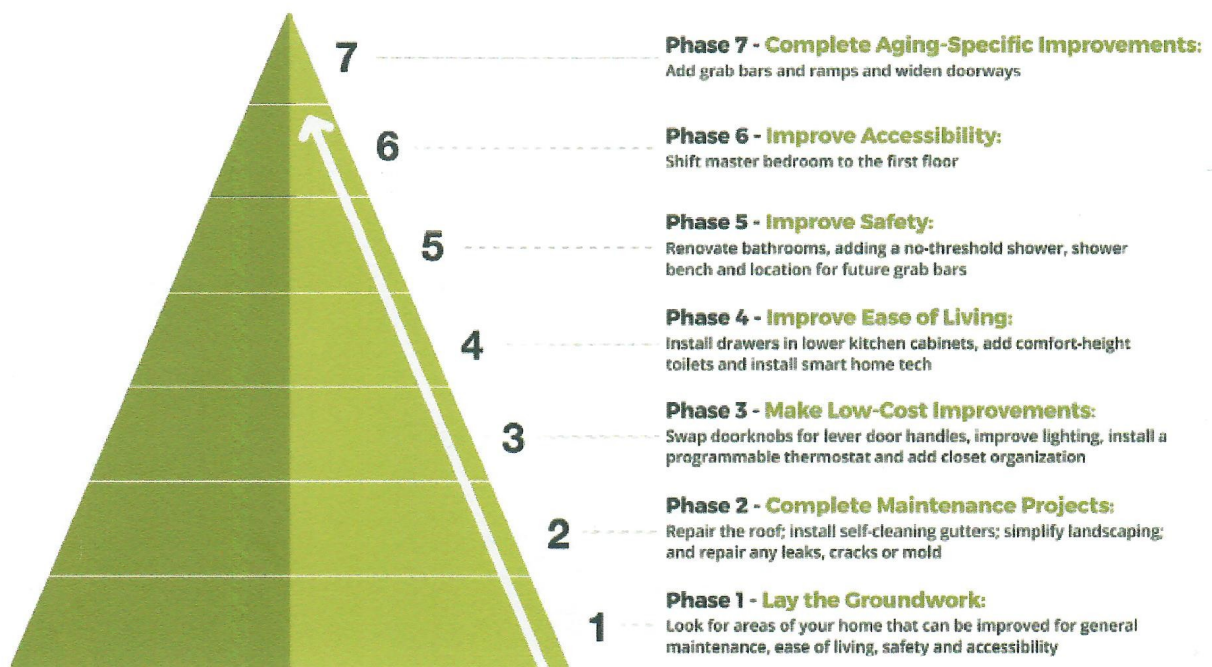 7
Phase 7 - Complete Aging-Specific Improvements:
Add grab bars and ramps and widen doorways
6
Phase 6 - Improve Accessibility:
Shift master bedroom to the first floor
5
Phase 5 - Improve Safety:
Renovate bathrooms, adding a no-threshold shower, shower
bench and location for future grab bars
4
Phase 4 - Improve Ease of Living:
Install drawers in lower kitchen cabinets, add comfort-height
toilets and install smart home tech
3
Phase 3 - Make Low-Cost Improvements:
Swap doorknobs for lever door handles, improve lighting, install a
programmable thermostat and add closet organization
2
Phase 2 - Complete Maintenance Projects:
Repair the roof; install self-cleaning gutters; simplify landscaping;
and repair any leaks, cracks or mold
1
Phase 1 - Lay the Groundwork:
Look for areas of your home that can be improved for general
maintenance, ease of living, safety and accessibility